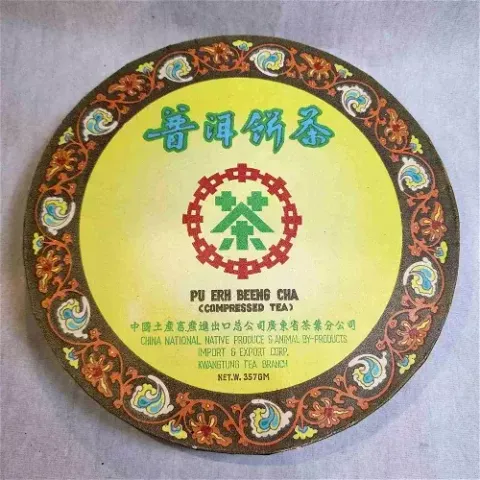 普洱餅茶
茶
PU ERH BEENG CHA
(COMPRESSED TEA)
中國土產畜產進出口总公司廣東省茶葉分公司
CHINA NATIONAL NATIVE PRODUCE & ANIMAL BY-PRODUCTS
IMPORT & EXPORT CORP.
KWANGTUNG TEA BRANCH
NET.W. 357GM